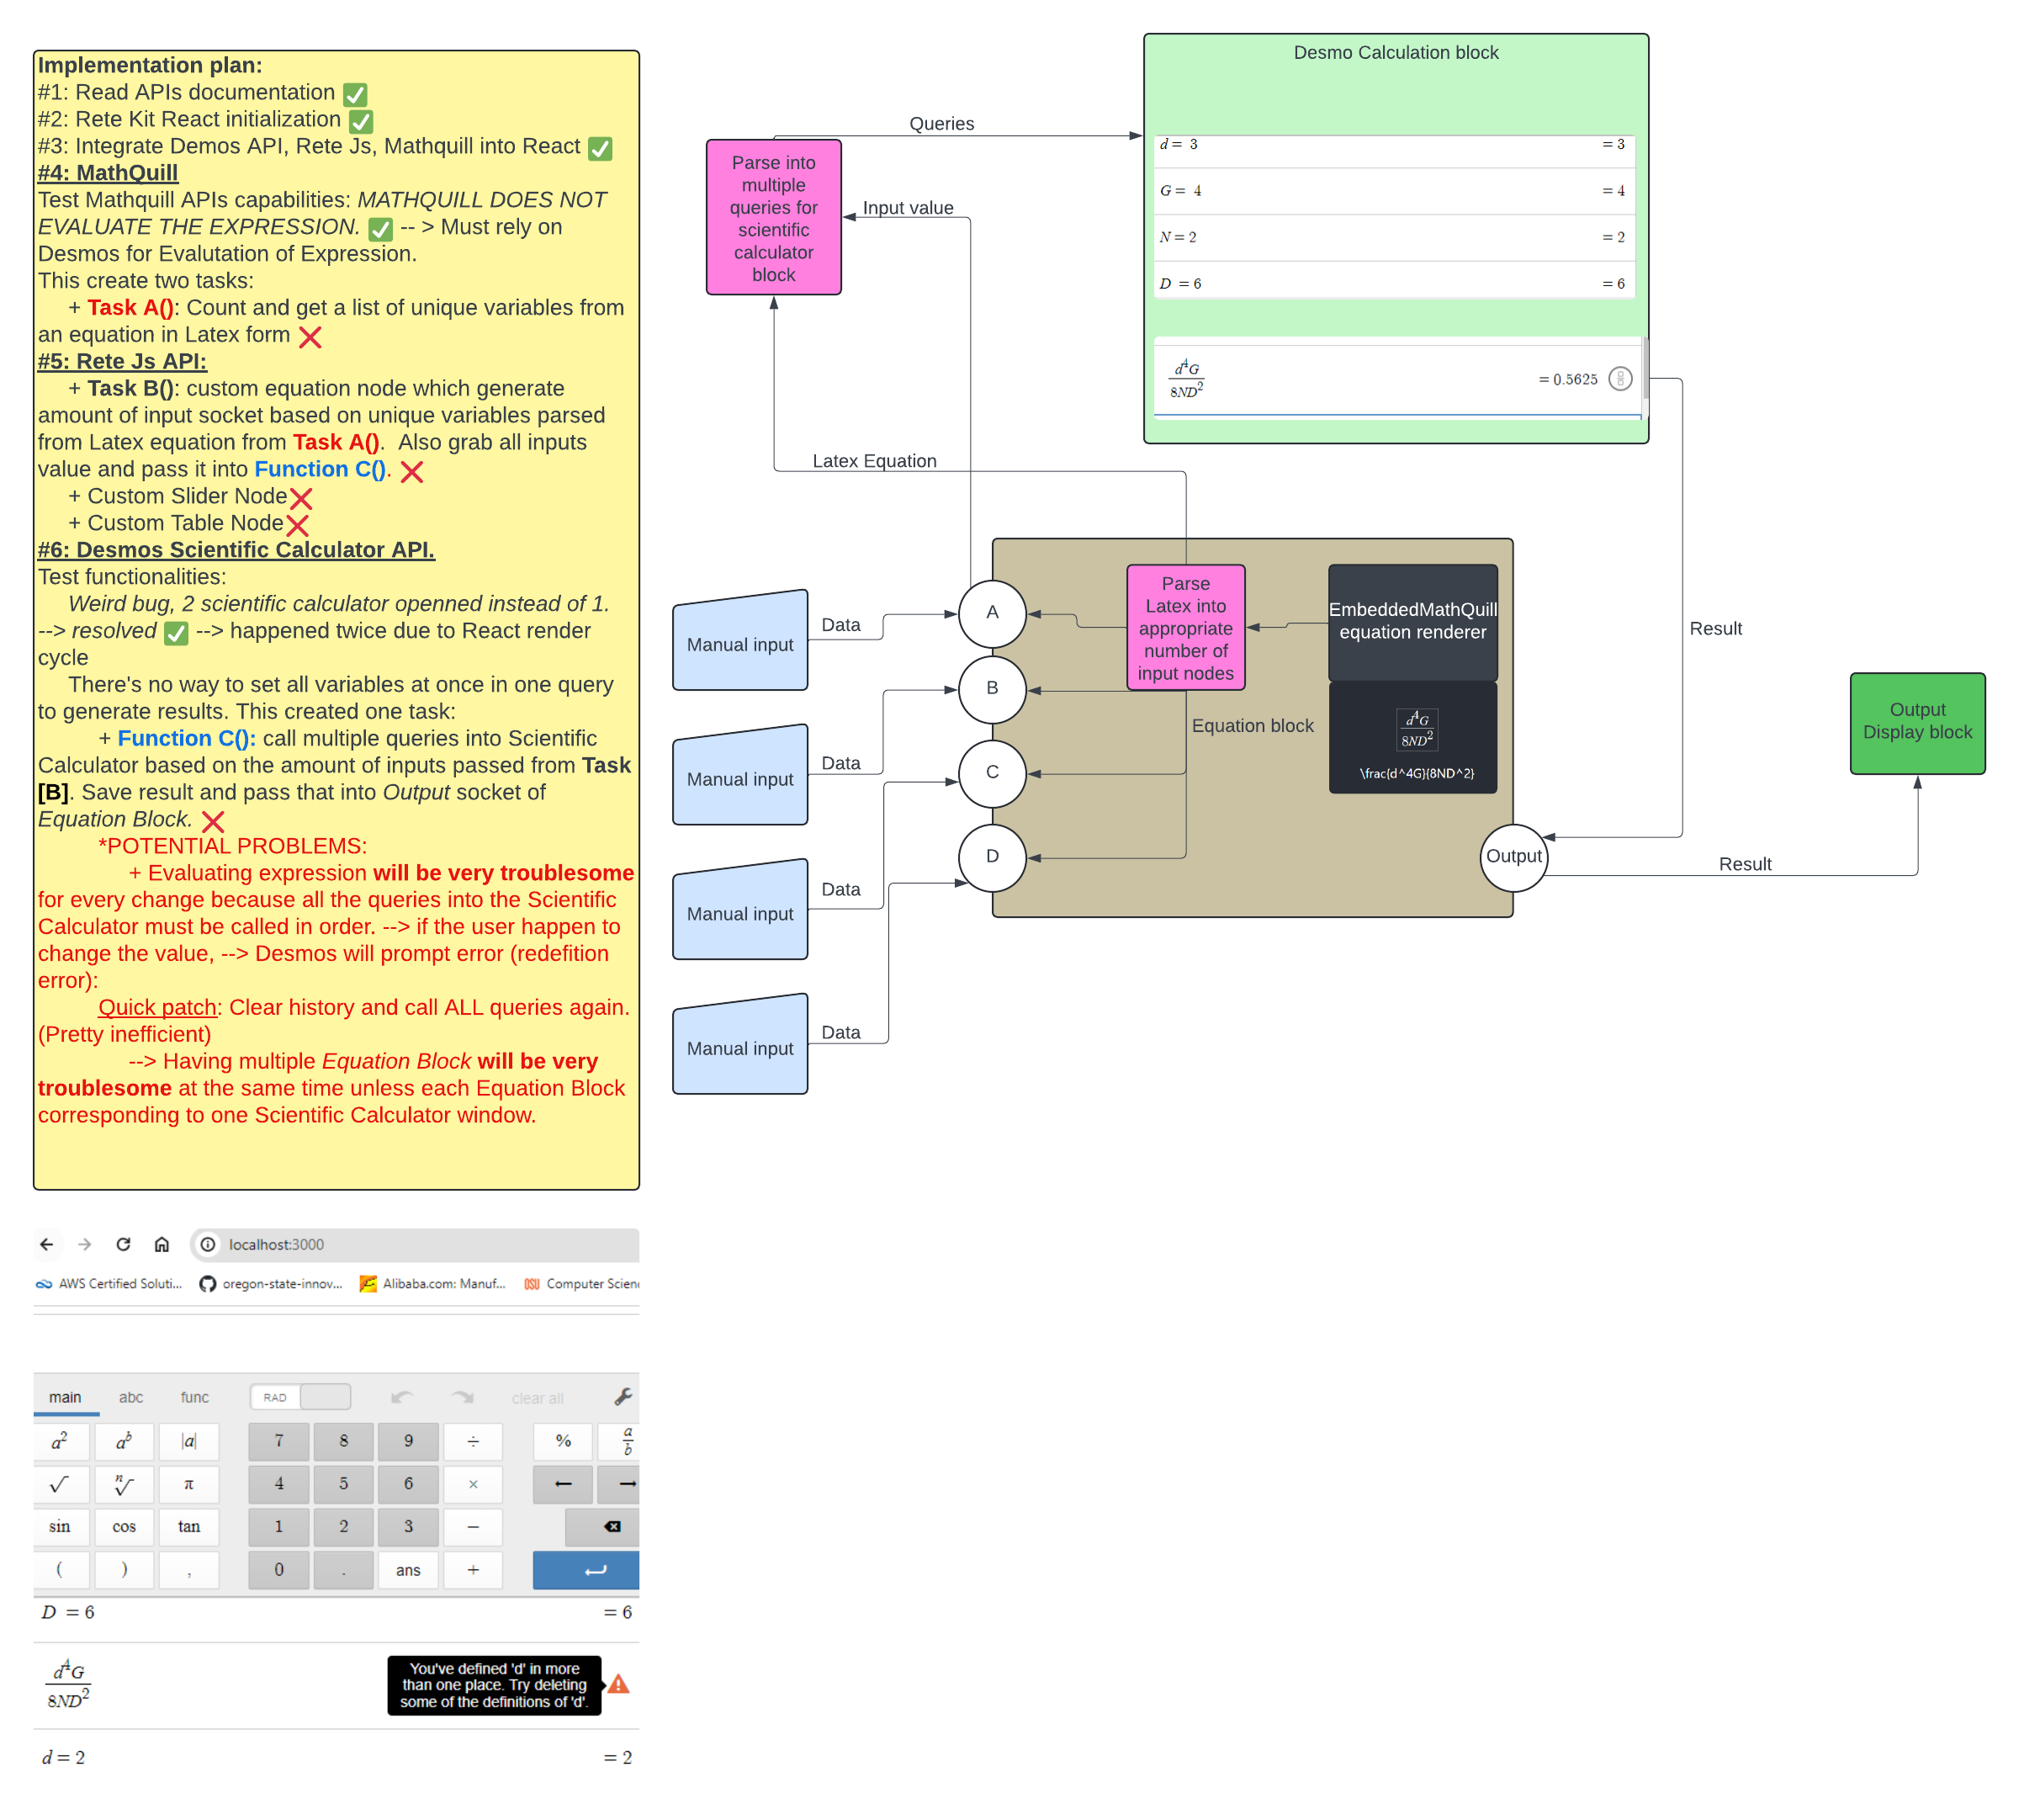 Implementation plan:
#1: Read APIs documentation ✅
#2: Rete Kit React initialization ✅
#3: Integrate Demos API, Rete Js, Mathquill into React ✅
#4: MathQuill
Test Mathquill APIs capabilities: MATHQUILL DOES NOT
EVALUATE THE EXPRESSION. ✅ -- > Must rely on
Desmos for Evalutation of Expression.
This create two tasks:
+ Task A(): Count and get a list of unique variables from
an equation in Latex form ❌
#5: Rete Js API:
+ Task B(): custom equation node which generate
amount of input socket based on unique variables parsed
from Latex equation from Task A(). Also grab all inputs
value and pass it into Function C(). ❌
+ Custom Slider Node❌
+ Custom Table Node❌
#6: Desmos Scientific Calculator API.
Test functionalities:
Weird bug, 2 scientific calculator openned instead of 1.
--> resolved ✅ --> happened twice due to React render
cycle
There's no way to set all variables at once in one query
to generate results. This created one task:
+ Function C(): call multiple queries into Scientific
Calculator based on the amount of inputs passed from Task
[B]. Save result and pass that into Output socket of
Equation Block. ❌
*POTENTIAL PROBLEMS:
+ Evaluating expression will be very troublesome
for every change because all the queries into the Scientific
Calculator must be called in order. --> if the user happen to
change the value, --> Desmos will prompt error (redefition
error):
Quick patch: Clear history and call ALL queries again.
(Pretty inefficient)
--> Having multiple Equation Block will be very
troublesome at the same time unless each Equation Block
corresponding to one Scientific Calculator window.
Desmo Calculation block
d = 3 = 3
G = 4 = 4
N = 2 = 2
D = 6 = 6
d^4G
8ND^2
= 0.5625
Queries
Parse into
multiple
queries for
scientific
calculator
block
Input value
Latex Equation
Manual input
Data
Manual input
Data
Manual input
Data
Manual input
Data
A
B
C
D
Parse
Latex into
appropriate
number of
input nodes
EmbeddedMathQuill
equation renderer
Equation block
d^4G
8ND^2
\frac{d^4G}{8ND^2}
Output
Result
Result
Output
Display block
localhost:3000
AWS Certified Soluti...
oregon-state-innov...
Alibaba.com: Manuf...
OSU Computer Scien
main abc func RAD clear all
a^2 a^b |a| 7 8 9 ÷ % a/b
√ n√ π 4 5 6 × ← →
sin cos tan 1 2 3 −
( ) , 0 . ans +
D = 6 = 6
d^4G
8ND^2
You've defined 'd' in more
than one place. Try deleting
some of the definitions of 'd'.
d = 2 = 2